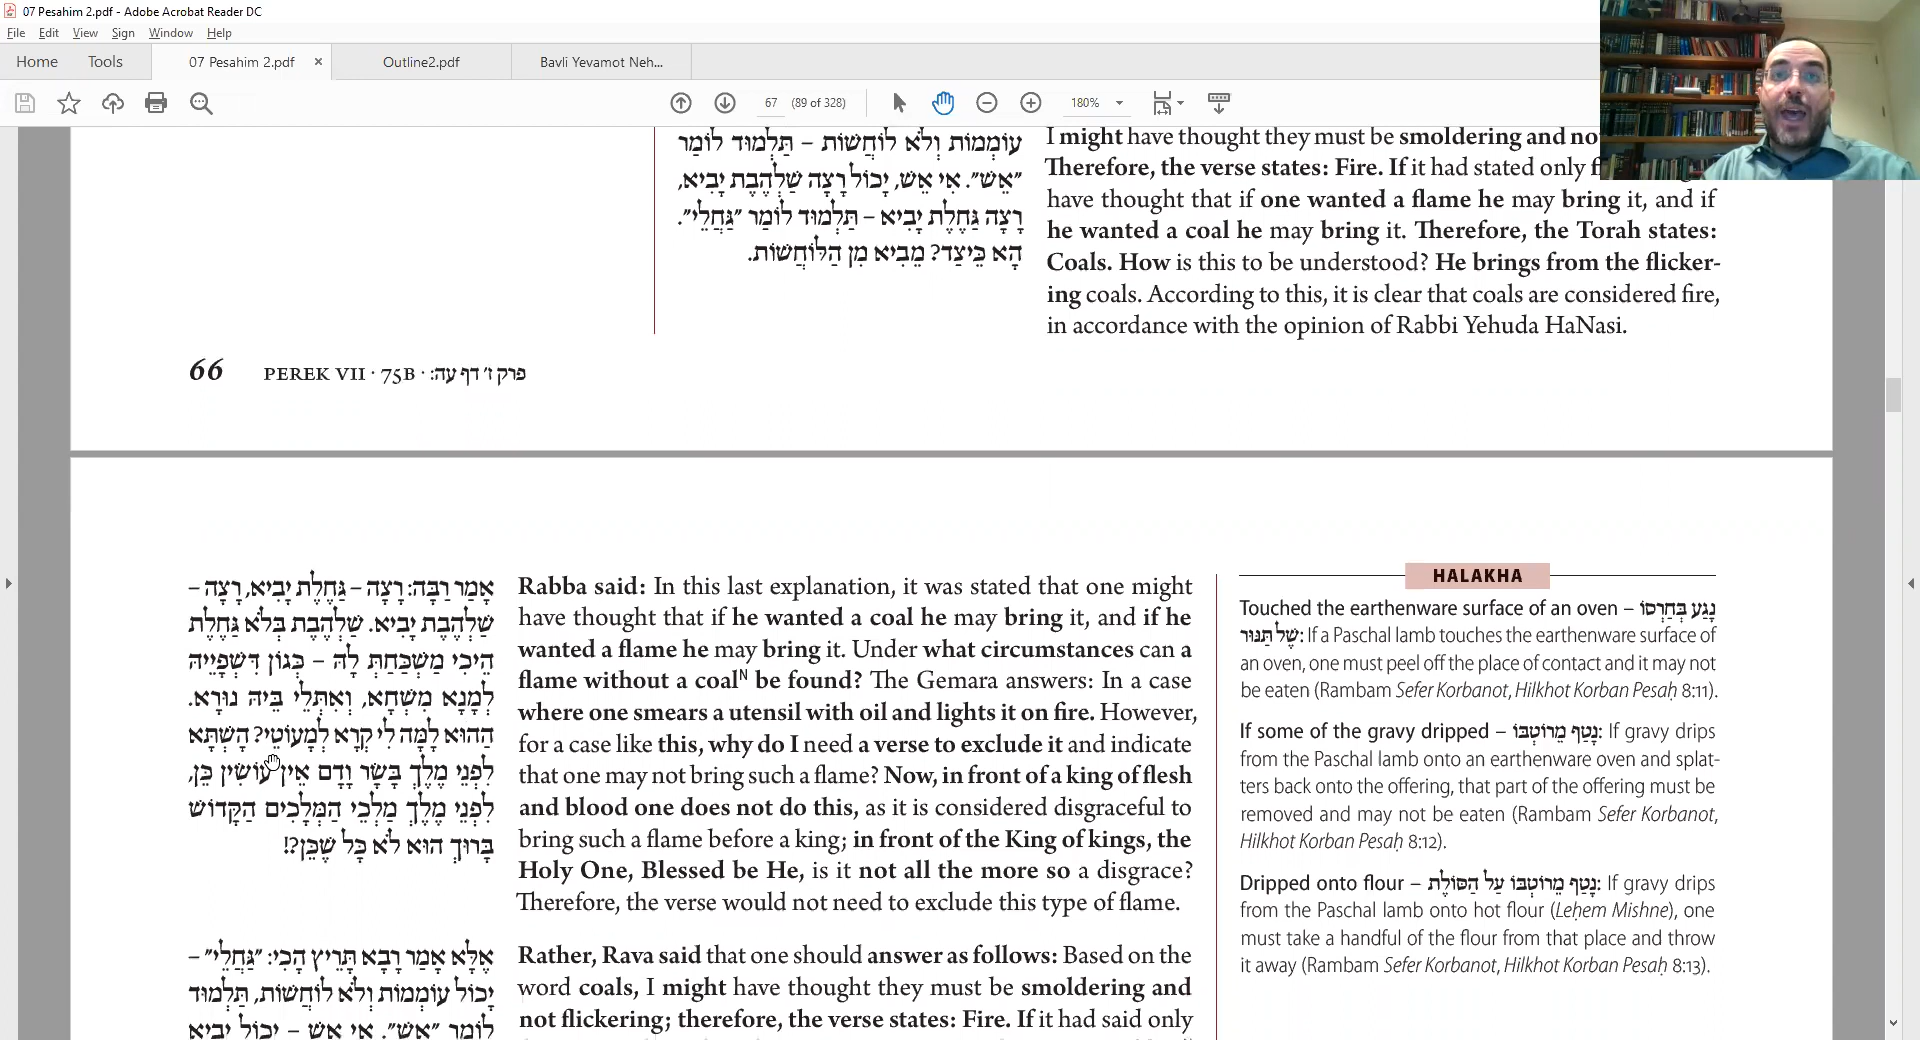 07 Pesahim 2.pdf - Adobe Acrobat Reader DC
File Edit View Sign Window Help
Home Tools 07 Pesahim 2.pdf × Outline2.pdf Bavli Yevamot Neh...
67 (89 of 328) 180%
עוֹמְמוֹת וְלֹא לוֹחֲשׁוֹת – תַּלְמוּד לוֹמַר
״אֵשׁ״. אִי אֵשׁ, יָכוֹל רָצָה שַׁלְהֶבֶת יָבִיא,
רָצָה גַּחֶלֶת יָבִיא – תַּלְמוּד לוֹמַר ״גַּחֲלֵי״.
הָא כֵּיצַד? מֵבִיא מִן הַלּוֹחֲשׁוֹת.
I might have thought they must be smoldering and
Therefore, the verse states: Fire. If it had stated only
have thought that if one wanted a flame he may bring it, and if
he wanted a coal he may bring it. Therefore, the Torah states:
Coals. How is this to be understood? He brings from the flicker-
ing coals. According to this, it is clear that coals are considered fire,
in accordance with the opinion of Rabbi Yehuda HaNasi.
66 PEREK VII · 75B · פרק ז׳ דף עה:
אָמַר רַבָּה: רָצָה – גַּחֶלֶת יָבִיא, רָצָה –
שַׁלְהֶבֶת יָבִיא. שַׁלְהֶבֶת בְּלֹא גַּחֶלֶת
הֵיכִי מַשְׁכַּחַתְּ לָהּ – כְּגוֹן דְּשַׁפְיֵיהּ
לְמָנָא מִשְׁחָא, וְאִתְּלֵי בֵּיהּ נוּרָא.
הַהוּא לָמָּה לִי קְרָא לְמָעוֹטֵי? הָשְׁתָּא
לִפְנֵי מֶלֶךְ בָּשָׂר וָדָם אֵין עוֹשִׂין כֵּן,
לִפְנֵי מֶלֶךְ מַלְכֵי הַמְּלָכִים הַקָּדוֹשׁ
בָּרוּךְ הוּא לֹא כׇּל שֶׁכֵּן?!
Rabba said: In this last explanation, it was stated that one might
have thought that if he wanted a coal he may bring it, and if he
wanted a flame he may bring it. Under what circumstances can a
flame without a coalᴺ be found? The Gemara answers: In a case
where one smears a utensil with oil and lights it on fire. However,
for a case like this, why do I need a verse to exclude it and indicate
that one may not bring such a flame? Now, in front of a king of flesh
and blood one does not do this, as it is considered disgraceful to
bring such a flame before a king; in front of the King of kings, the
Holy One, Blessed be He, is it not all the more so a disgrace?
Therefore, the verse would not need to exclude this type of flame.
אֶלָּא אָמַר רָבָא תָּרֵיץ הָכִי: ״גַּחֲלֵי״ –
יָכוֹל עוֹמְמוֹת וְלֹא לוֹחֲשׁוֹת, תַּלְמוּד
לוֹמַר ״אֵשׁ״. אִי אֵשׁ – יָכוֹל יָבִיא
Rather, Rava said that one should answer as follows: Based on the
word coals, I might have thought they must be smoldering and
not flickering; therefore, the verse states: Fire. If it had said only
HALAKHA
Touched the earthenware surface of an oven – נָגַע בְּחַרְסוֹ
שֶׁל תַּנּוּר: If a Paschal lamb touches the earthenware surface of
an oven, one must peel off the place of contact and it may not
be eaten (Rambam Sefer Korbanot, Hilkhot Korban Pesaḥ 8:11).
If some of the gravy dripped – נָטַף מֵרוֹטְבּוֹ: If gravy drips
from the Paschal lamb onto an earthenware oven and splat-
ters back onto the offering, that part of the offering must be
removed and may not be eaten (Rambam Sefer Korbanot,
Hilkhot Korban Pesaḥ 8:12).
Dripped onto flour – נָטַף מֵרוֹטְבּוֹ עַל הַסּוֹלֶת: If gravy drips
from the Paschal lamb onto hot flour (Leḥem Mishne), one
must take a handful of the flour from that place and throw
it away (Rambam Sefer Korbanot, Hilkhot Korban Pesaḥ 8:13).